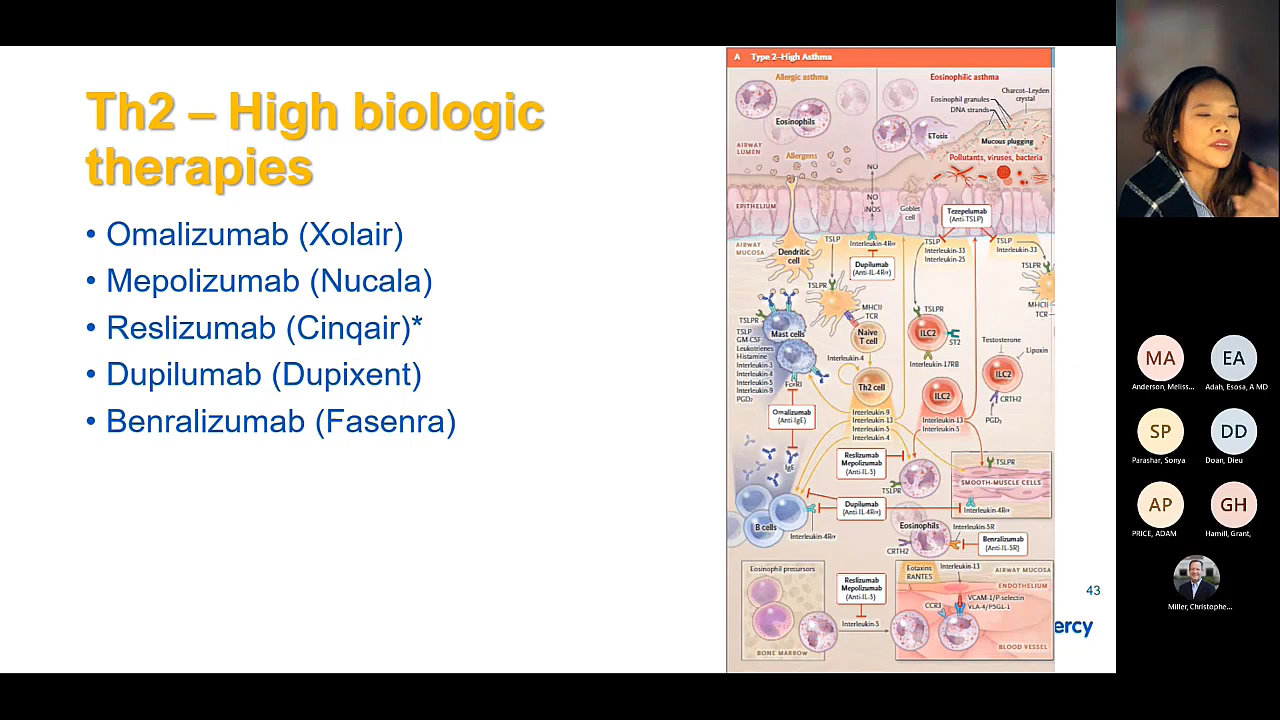 Th2 – High biologic
therapies
• Omalizumab (Xolair)
• Mepolizumab (Nucala)
• Reslizumab (Cinqair)*
• Dupilumab (Dupixent)
• Benralizumab (Fasenra)
A Type 2–High Asthma
Allergic asthma
Eosinophilic asthma
Charcot–Leyden
crystal
Eosinophil granules
DNA strands
Eosinophils
ETosis
Mucous plugging
AIRWAY
LUMEN
Allergens
Pollutants, viruses, bacteria
NO
NO
iNOS
EPITHELIUM
Goblet
cell
Tezepelumab
(Anti-TSLP)
AIRWAY
MUCOSA
Dendritic
cell
TSLP
Interleukin-4Rα
TSLP
Interleukin-33
Interleukin-25
TSLP
Interleukin-33
Dupilumab
(Anti-IL-4Rα)
TSLPR
TSLPR
MHCII
TCR
MHCII
TCR
TSLPR
TSLPR
TSLP
GM-CSF
Leukotrienes
Histamine
Interleukin-3
Interleukin-4
Interleukin-5
Interleukin-9
PGD₂
Mast cells
Naive
T cell
ILC2
ST2
Testosterone
Lipoxin
Interleukin-4
Interleukin-17RB
ILC2
CRTH2
PGD₂
FcεRI
Th2 cell
ILC2
Omalizumab
(Anti-IgE)
Interleukin-9
Interleukin-13
Interleukin-5
Interleukin-4
Interleukin-13
Interleukin-5
IgE
Reslizumab
Mepolizumab
(Anti-IL-5)
TSLPR
TSLPR
SMOOTH-MUSCLE CELLS
Interleukin-4Rα
Dupilumab
(Anti-IL-4Rα)
B cells
Interleukin-4Rα
Eosinophils
Interleukin-5R
CRTH2
Benralizumab
(Anti-IL-5R)
Eosinophil precursors
Reslizumab
Mepolizumab
(Anti-IL-5)
Interleukin-5
BONE MARROW
Eotaxins
RANTES
Interleukin-13
AIRWAY MUCOSA
ENDOTHELIUM
VCAM-1/P-selectin
VLA-4/PSGL-1
CCR3
BLOOD VESSEL
43
ercy
MA
Anderson, Meliss...
EA
Adah, Esosa, A MD
SP
Parashar, Sonya
DD
Doan, Dieu
AP
PRICE, ADAM
GH
Hamill, Grant,
Miller, Christophe...